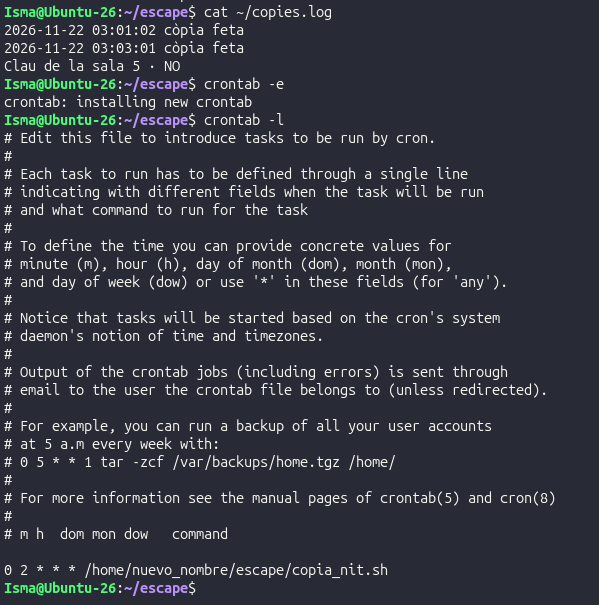 Isma@Ubuntu-26:~/escape$ cat ~/copies.log
2026-11-22 03:01:02 còpia feta
2026-11-22 03:03:01 còpia feta
Clau de la sala 5 · NO
Isma@Ubuntu-26:~/escape$ crontab -e
crontab: installing new crontab
Isma@Ubuntu-26:~/escape$ crontab -l
# Edit this file to introduce tasks to be run by cron.
#
# Each task to run has to be defined through a single line
# indicating with different fields when the task will be run
# and what command to run for the task
#
# To define the time you can provide concrete values for
# minute (m), hour (h), day of month (dom), month (mon),
# and day of week (dow) or use '*' in these fields (for 'any').
#
# Notice that tasks will be started based on the cron's system
# daemon's notion of time and timezones.
#
# Output of the crontab jobs (including errors) is sent through
# email to the user the crontab file belongs to (unless redirected).
#
# For example, you can run a backup of all your user accounts
# at 5 a.m every week with:
# 0 5 * * 1 tar -zcf /var/backups/home.tgz /home/
#
# For more information see the manual pages of crontab(5) and cron(8)
#
# m h  dom mon dow   command

0 2 * * * /home/nuevo_nombre/escape/copia_nit.sh
Isma@Ubuntu-26:~/escape$